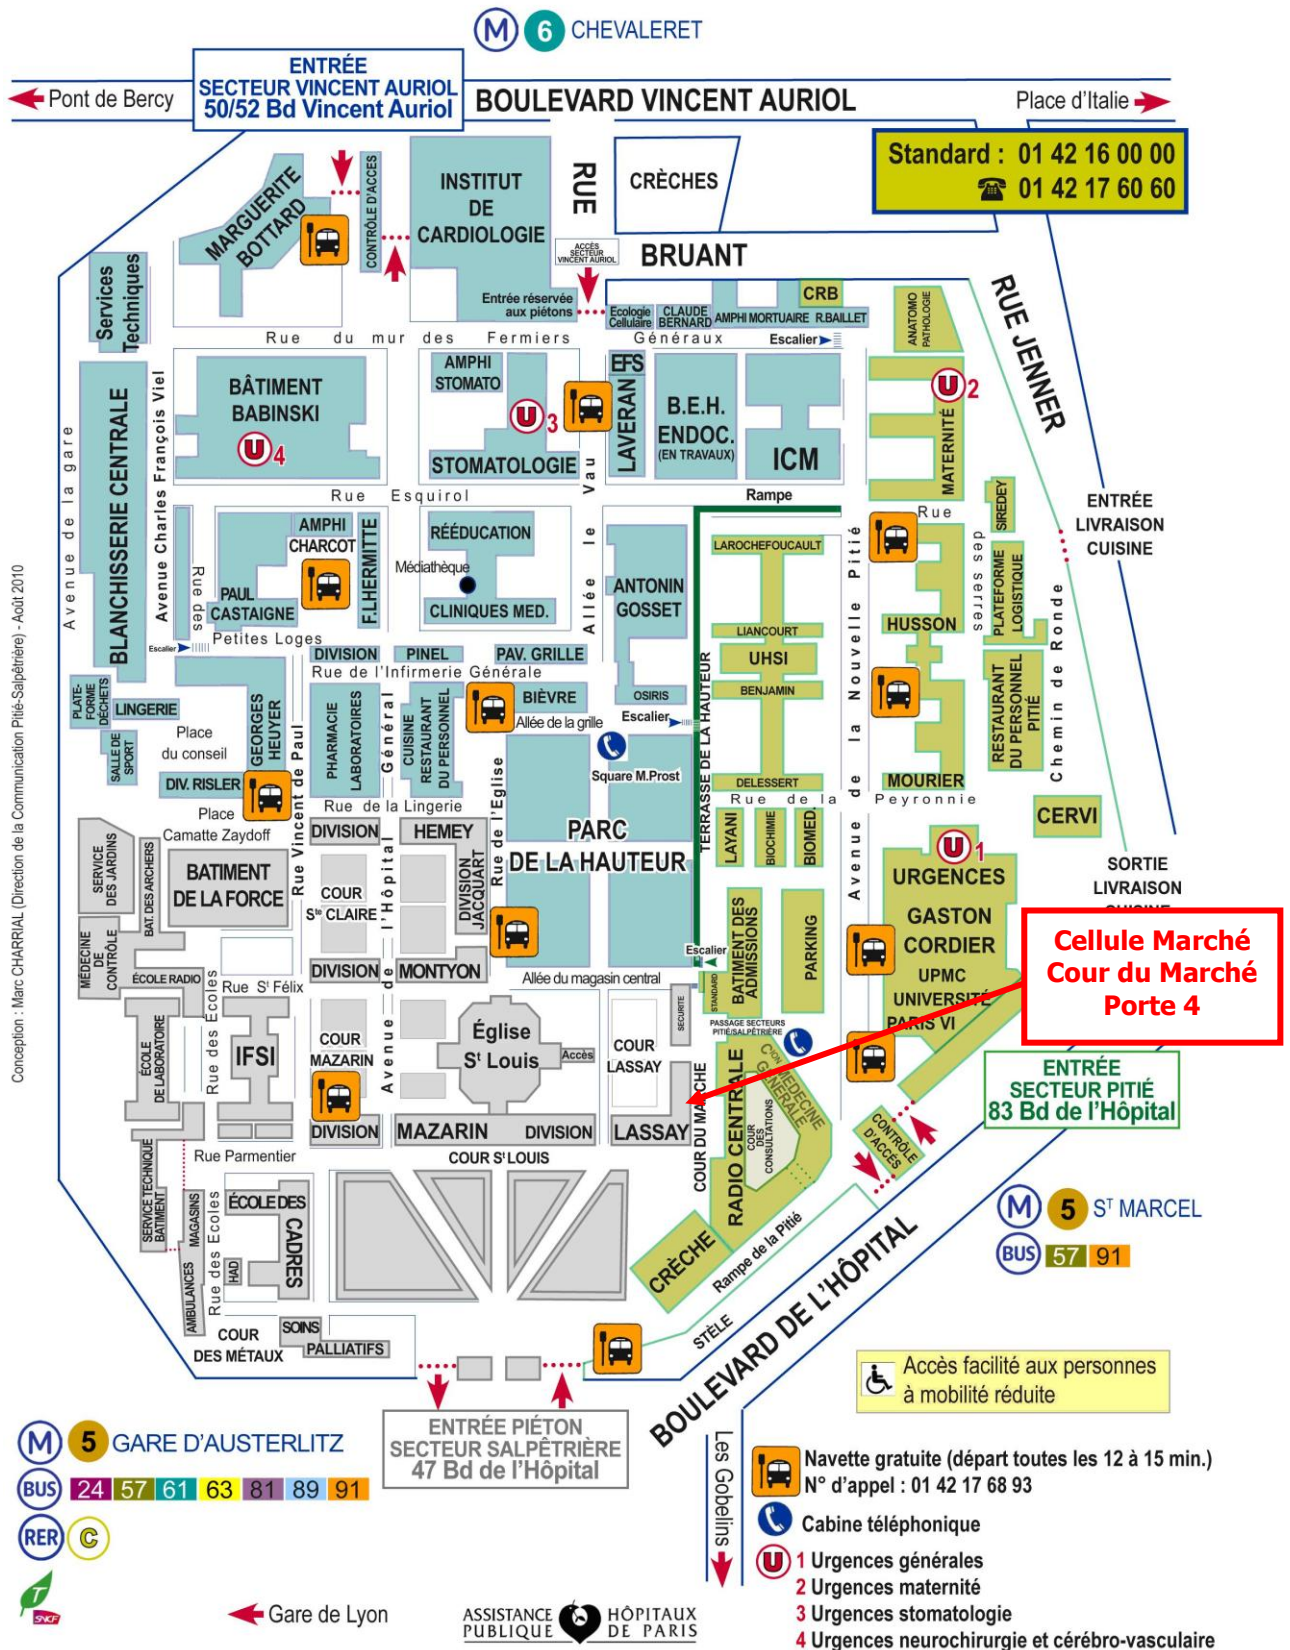 M 6 CHEVALERET
ENTRÉE
SECTEUR VINCENT AURIOL
50/52 Bd Vincent Auriol
Pont de Bercy
BOULEVARD VINCENT AURIOL
Place d'Italie
Standard : 01 42 16 00 00
01 42 17 60 60
MARGUERITE
BOTTARD
CONTRÔLE D'ACCES
INSTITUT
DE
CARDIOLOGIE
Entrée réservée
aux piétons
RUE
BRUANT
CRÈCHES
ACCÈS
SECTEUR
VINCENT AURIOL
Services
Techniques
Ecologie
Cellulaire
CLAUDE
BERNARD
AMPHI MORTUAIRE
R.BAILLET
CRB
ANATOMO
PATHOLOGIE
RUE JENNER
Rue du mur des Fermiers Généraux
Escalier
BLANCHISSERIE CENTRALE
Avenue de la gare
Avenue Charles François Viel
BÂTIMENT
BABINSKI
U 4
AMPHI
STOMATO
U 3
STOMATOLOGIE
EFS
LAVERAN
B.E.H.
ENDOC.
(EN TRAVAUX)
ICM
U 2
MATERNITÉ
Rue Esquirol
Rampe
Rue des serres
ENTRÉE
LIVRAISON
CUISINE
AMPHI
CHARCOT
PAUL
CASTAIGNE
F.LHERMITTE
RÉÉDUCATION
Médiathèque
CLINIQUES MED.
Allée le Vau
ANTONIN
GOSSET
LAROCHEFOUCAULT
LIANCOURT
UHSI
BENJAMIN
DELESSERT
Avenue de la Nouvelle Pitié
HUSSON
MOURIER
SIREDEY
PLATEFORME
LOGISTIQUE
RESTAURANT
DU PERSONNEL
PITIÉ
Chemin de Ronde
Rue des
Petites Loges
Escalier
DIVISION
PINEL
PAV. GRILLE
Rue de l'Infirmerie Générale
PLATE-
FORME
DÉCHETS
LINGERIE
SALLE DE
SPORT
Place
du conseil
GEORGES
HEUYER
DIV. RISLER
Place
Camatte Zaydoff
Rue Vincent de Paul
PHARMACIE
LABORATOIRES
Avenue de l'Hôpital Général
CUISINE
RESTAURANT
DU PERSONNEL
BIÈVRE
Allée de la grille
OSIRIS
Escalier
Square M.Prost
TERRASSE DE LA HAUTEUR
Rue de la Peyronnie
Rue de la Lingerie
Rue de l'Eglise
PARC
DE LA HAUTEUR
LAYANI
BIOCHIMIE
BIOMED.
CERVI
SERVICE
DES JARDINS
BAT. DES ARCHERS
BATIMENT
DE LA FORCE
DIVISION
HEMEY
COUR
Ste CLAIRE
DIVISION
JACQUART
U 1
URGENCES
GASTON
CORDIER
UPMC
UNIVERSITÉ
PARIS VI
SORTIE
LIVRAISON
Cellule Marché
Cour du Marché
Porte 4
MÉDECINE
DE
CONTRÔLE
ÉCOLE RADIO
DIVISION
MONTYON
Allée du magasin central
Escalier
STANDARD
BATIMENT DES
ADMISSIONS
PARKING
Rue St Félix
Rue des Ecoles
IFSI
COUR
MAZARIN
Église
St Louis
Accès
COUR
LASSAY
SECURITE
PASSAGE SECTEURS
PITIÉ/SALPÊTRIÈRE
ÉCOLE
DE LABORATOIRE
DIVISION
MAZARIN
DIVISION
LASSAY
COUR DU MARCHE
RADIO CENTRALE
Cion MEDECINE
GÉNÉRALE
COUR
DES
CONSULTATIONS
CONTRÔLE
D'ACCÈS
ENTRÉE
SECTEUR PITIÉ
83 Bd de l'Hôpital
Rue Parmentier
COUR St LOUIS
SERVICE TECHNIQUE
BATIMENT
MAGASINS
AMBULANCES
Rue des Ecoles
ÉCOLE DES
CADRES
HAD
CRÈCHE
Rampe de la Pitié
STÈLE
BOULEVARD DE L'HÔPITAL
M 5 ST MARCEL
BUS 57 91
COUR
DES MÉTAUX
SOINS
PALLIATIFS
Accès facilité aux personnes
à mobilité réduite
ENTRÉE PIÉTON
SECTEUR SALPÊTRIÈRE
47 Bd de l'Hôpital
M 5 GARE D'AUSTERLITZ
BUS 24 57 61 63 81 89 91
RER C
T
SNCF
Gare de Lyon
ASSISTANCE
PUBLIQUE
HÔPITAUX
DE PARIS
Les Gobelins
Navette gratuite (départ toutes les 12 à 15 min.)
N° d'appel : 01 42 17 68 93
Cabine téléphonique
U 1 Urgences générales
2 Urgences maternité
3 Urgences stomatologie
4 Urgences neurochirurgie et cérébro-vasculaire
Conception : Marc CHARRIAL (Direction de la Communication Pitié-Salpêtrière) - Août 2010